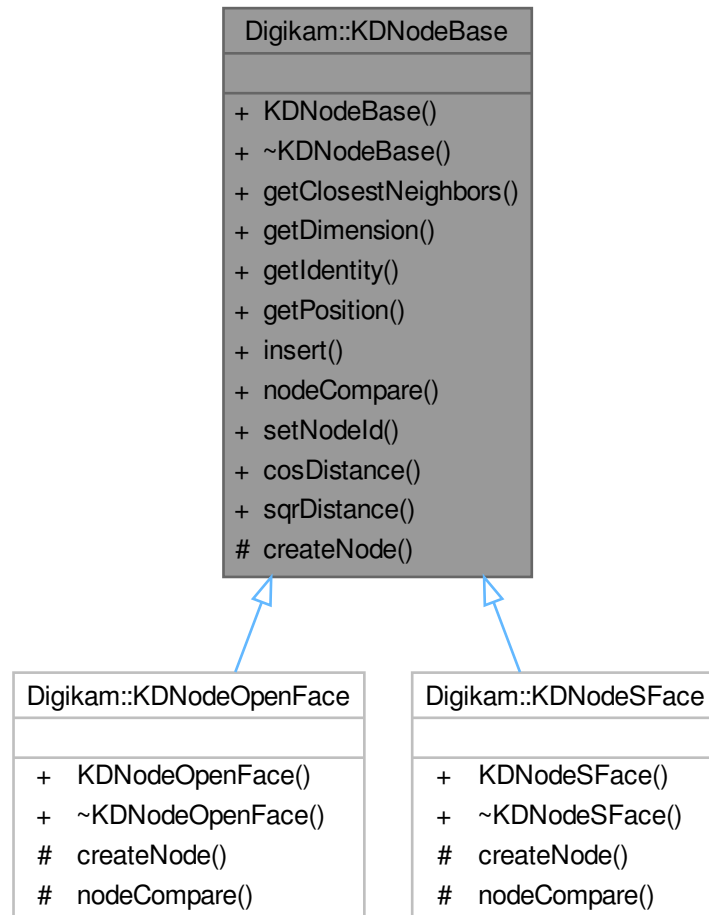 Digikam::KDNodeBase
+ KDNodeBase()
+ ~KDNodeBase()
+ getClosestNeighbors()
+ getDimension()
+ getIdentity()
+ getPosition()
+ insert()
+ nodeCompare()
+ setNodeId()
+ cosDistance()
+ sqrDistance()
# createNode()
Digikam::KDNodeOpenFace
+ KDNodeOpenFace()
+ ~KDNodeOpenFace()
# createNode()
# nodeCompare()
Digikam::KDNodeSFace
+ KDNodeSFace()
+ ~KDNodeSFace()
# createNode()
# nodeCompare()